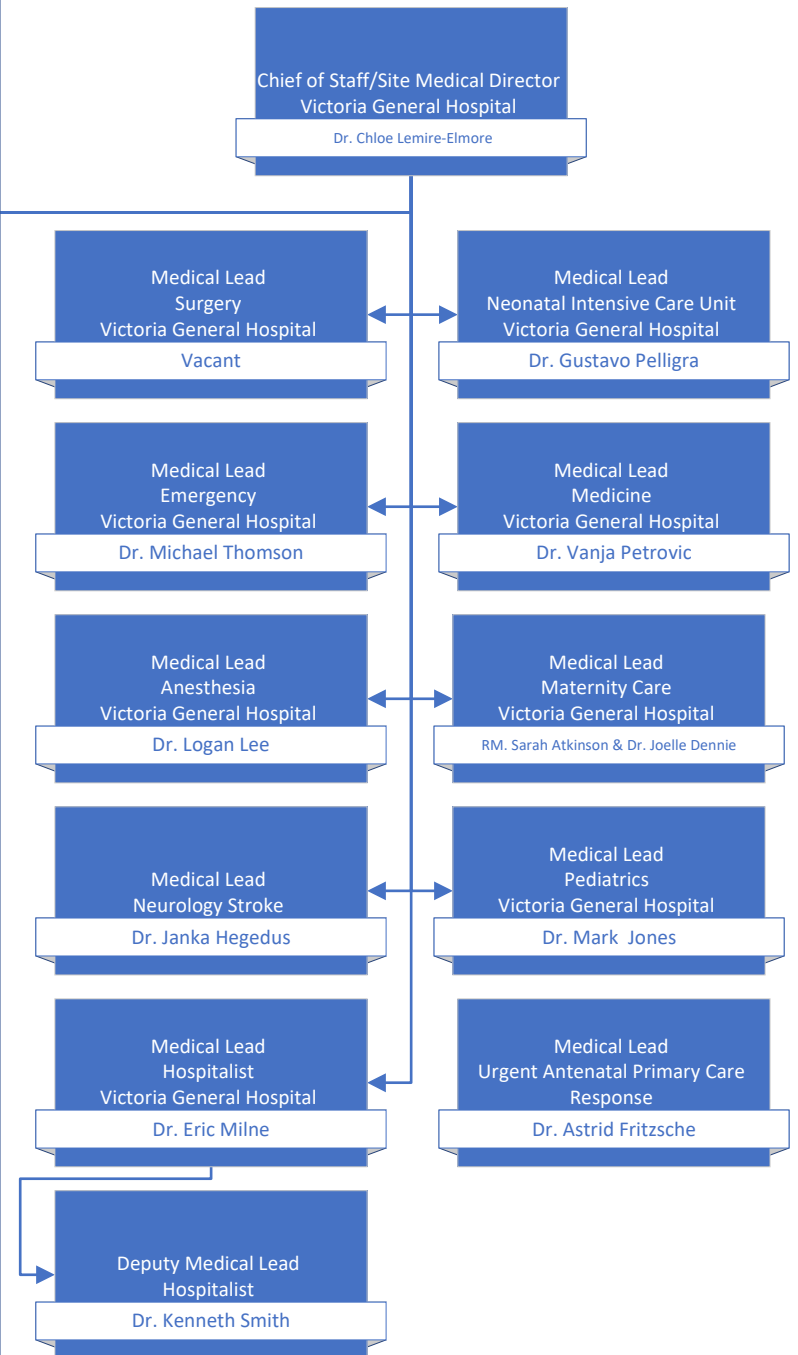 Chief of Staff/Site Medical Director
Victoria General Hospital
Dr. Chloe Lemire-Elmore
Medical Lead
Surgery
Victoria General Hospital
Vacant
Medical Lead
Neonatal Intensive Care Unit
Victoria General Hospital
Dr. Gustavo Pelligra
Medical Lead
Emergency
Victoria General Hospital
Dr. Michael Thomson
Medical Lead
Medicine
Victoria General Hospital
Dr. Vanja Petrovic
Medical Lead
Anesthesia
Victoria General Hospital
Dr. Logan Lee
Medical Lead
Maternity Care
Victoria General Hospital
RM. Sarah Atkinson & Dr. Joelle Dennie
Medical Lead
Neurology Stroke
Dr. Janka Hegedus
Medical Lead
Pediatrics
Victoria General Hospital
Dr. Mark Jones
Medical Lead
Hospitalist
Victoria General Hospital
Dr. Eric Milne
Medical Lead
Urgent Antenatal Primary Care
Response
Dr. Astrid Fritzsche
Deputy Medical Lead
Hospitalist
Dr. Kenneth Smith